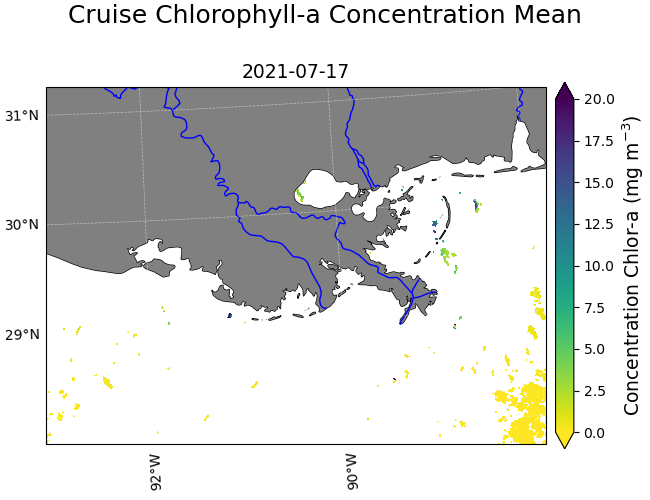 Cruise Chlorophyll-a Concentration Mean
2021-07-17
31°N
30°N
29°N
92°W
90°W
20.0
17.5
15.0
12.5
10.0
7.5
5.0
2.5
0.0
Concentration Chlor-a (mg m⁻³)